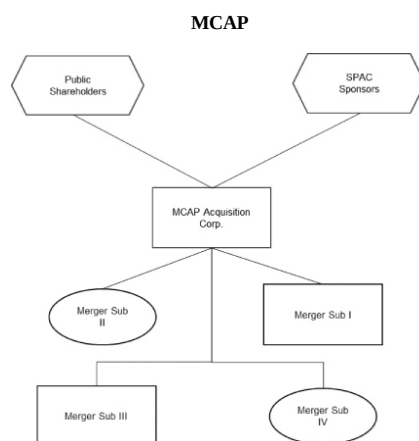 MCAP
Public
Shareholders
SPAC
Sponsors
MCAP Acquisition
Corp.
Merger Sub
II
Merger Sub I
Merger Sub III
Merger Sub
IV